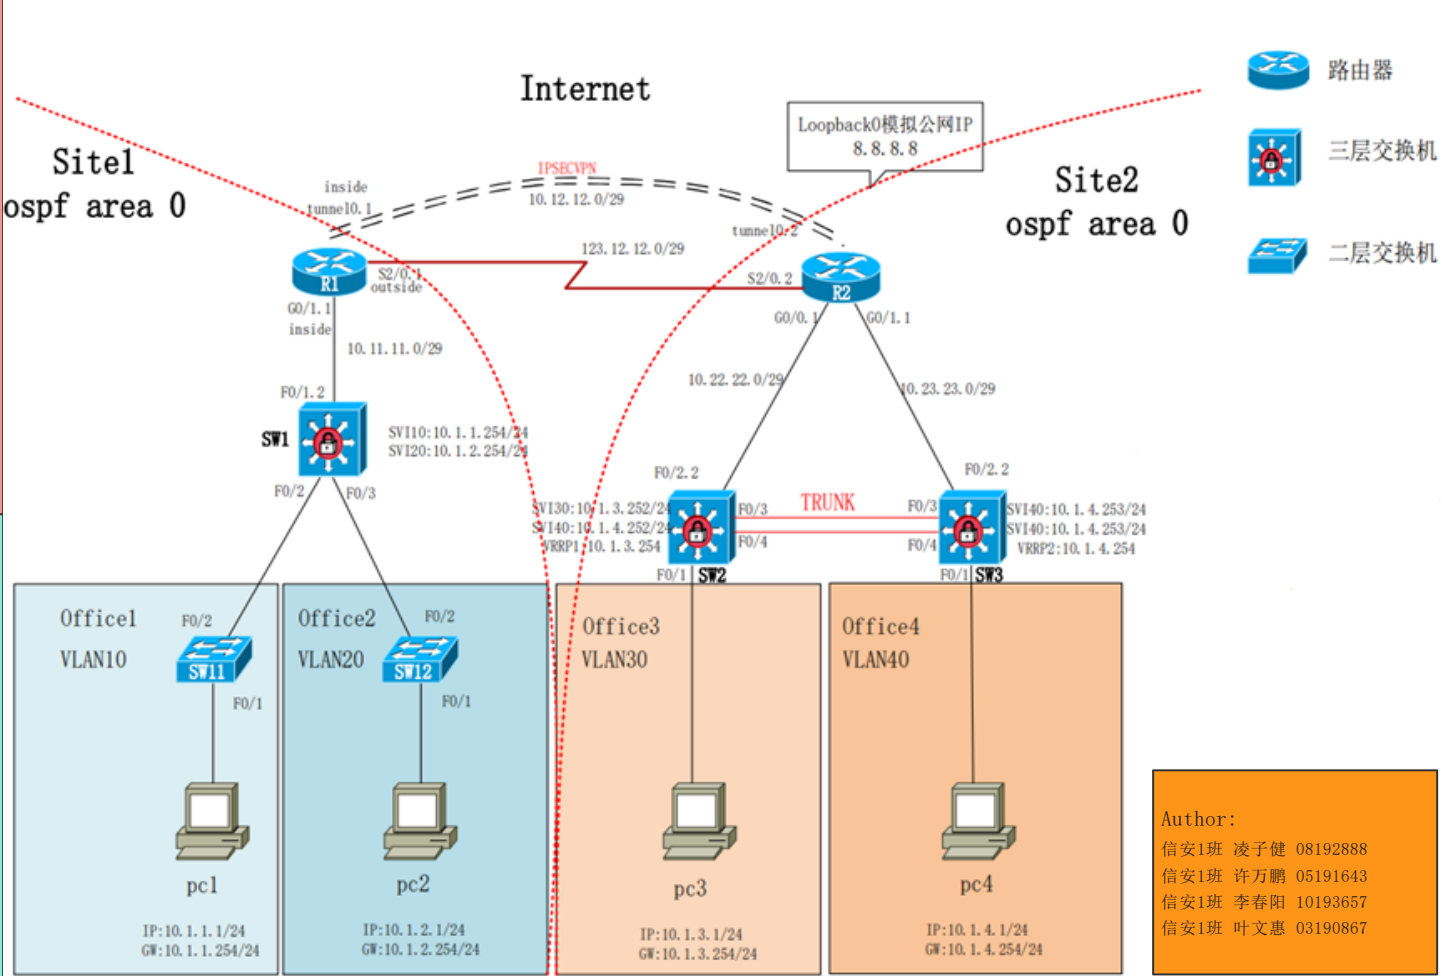 Internet
路由器
三层交换机
二层交换机
Site1
ospf area 0
Loopback0模拟公网IP
8.8.8.8
Site2
ospf area 0
IPSECVPN
10.12.12.0/29
inside
tunnel0.1
tunnel0.2
123.12.12.0/29
R1
S2/0.1
outside
S2/0.2
R2
G0/1.1
inside
G0/0.1
G0/1.1
10.11.11.0/29
10.22.22.0/29
10.23.23.0/29
F0/1.2
SW1
SVI10:10.1.1.254/24
SVI20:10.1.2.254/24
F0/2
F0/3
F0/2.2
F0/2.2
SVI30:10.1.3.252/24
SVI40:10.1.4.252/24
VRRP1:10.1.3.254
F0/3
F0/4
TRUNK
F0/3
F0/4
SVI40:10.1.4.253/24
SVI40:10.1.4.253/24
VRRP2:10.1.4.254
F0/1
SW2
F0/1
SW3
Office1
VLAN10
F0/2
SW11
F0/1
Office2
VLAN20
F0/2
SW12
F0/1
Office3
VLAN30
Office4
VLAN40
pc1
IP:10.1.1.1/24
GW:10.1.1.254/24
pc2
IP:10.1.2.1/24
GW:10.1.2.254/24
pc3
IP:10.1.3.1/24
GW:10.1.3.254/24
pc4
IP:10.1.4.1/24
GW:10.1.4.254/24
Author:
信安1班 凌子健 08192888
信安1班 许万鹏 05191643
信安1班 李春阳 10193657
信安1班 叶文惠 03190867